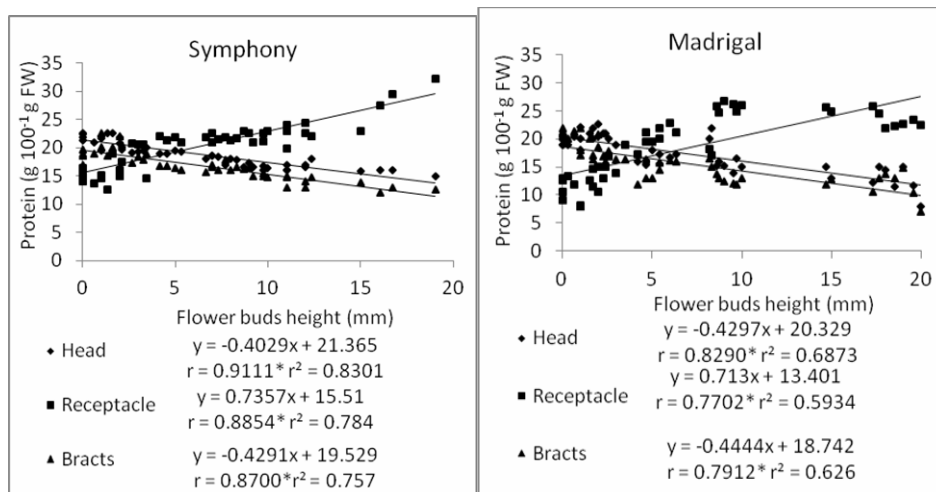 Symphony
Protein (g 100⁻¹ g FW)
35
30
25
20
15
10
5
0
0 5 10 15 20
Flower buds height (mm)
Head
y = -0.4029x + 21.365
r = 0.9111* r² = 0.8301
Receptacle
y = 0.7357x + 15.51
r = 0.8854* r² = 0.784
Bracts
y = -0.4291x + 19.529
r = 0.8700* r² = 0.757
Madrigal
Protein (g 100⁻¹ g FW)
35
30
25
20
15
10
5
0
0 5 10 15 20
Flower buds height (mm)
Head
y = -0.4297x + 20.329
r = 0.8290* r² = 0.6873
Receptacle
y = 0.713x + 13.401
r = 0.7702* r² = 0.5934
Bracts
y = -0.4444x + 18.742
r = 0.7912* r² = 0.626